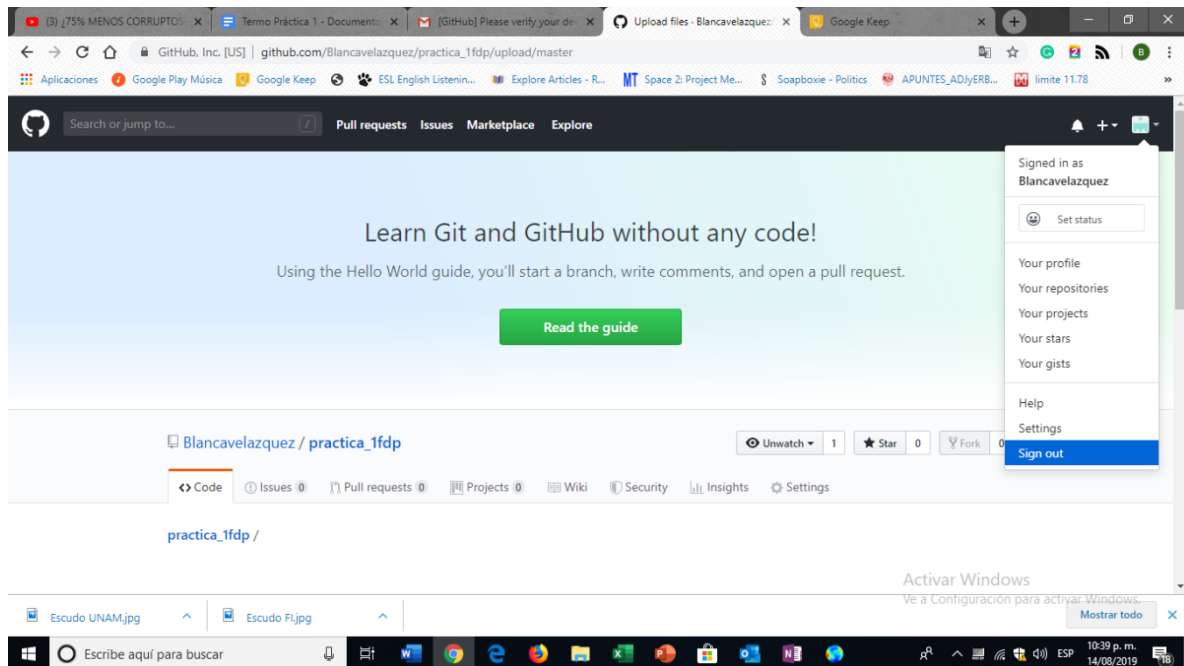 (3) ¿75% MENOS CORRUPTOS
Termo Práctica 1 - Documento
[GitHub] Please verify your de
Upload files · Blancavelazquez/
Google Keep
GitHub, Inc. [US] | github.com/Blancavelazquez/practica_1fdp/upload/master
Aplicaciones
Google Play Música
Google Keep
ESL English Listenin...
Explore Articles - R...
Space 2: Project Me...
Soapboxie - Politics
APUNTES_ADJyERB...
limite 11.78
»
Search or jump to...
/
Pull requests
Issues
Marketplace
Explore
Signed in as
Blancavelazquez
Set status
Your profile
Your repositories
Your projects
Your stars
Your gists
Help
Settings
Sign out
Learn Git and GitHub without any code!
Using the Hello World guide, you’ll start a branch, write comments, and open a pull request.
Read the guide
Blancavelazquez / practica_1fdp
Unwatch 1
Star 0
Fork 0
Code
Issues 0
Pull requests 0
Projects 0
Wiki
Security
Insights
Settings
practica_1fdp /
Activar Windows
Ve a Configuración para activar Windows.
Escudo UNAM.jpg
Escudo FI.jpg
Mostrar todo
Escribe aquí para buscar
ESP
10:39 p. m.
14/08/2019
18